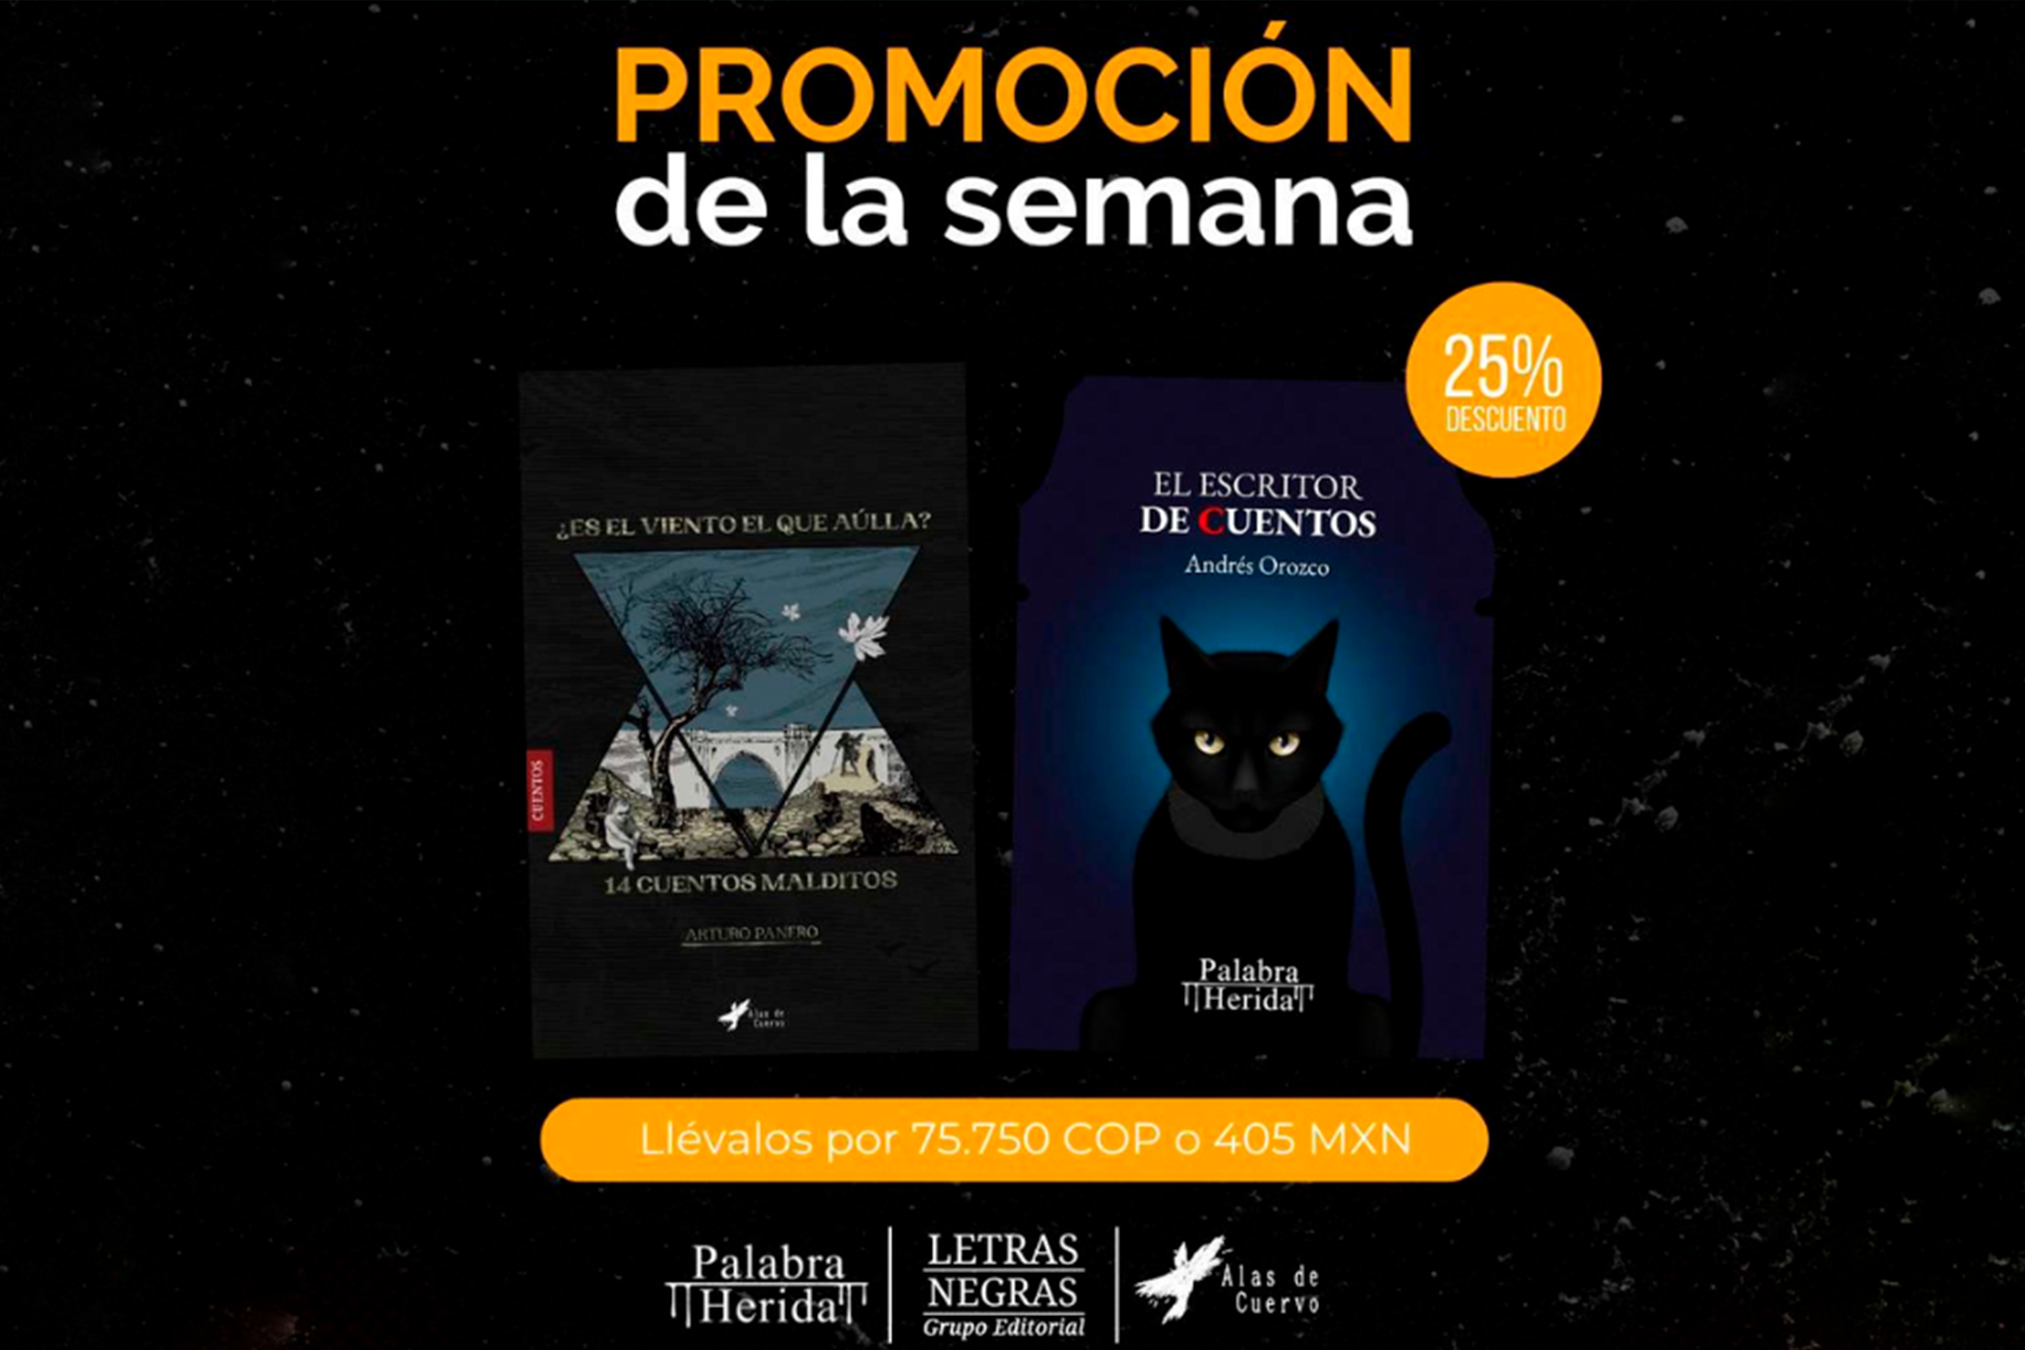 PROMOCIÓN
de la semana
25%
DESCUENTO
¿ES EL VIENTO EL QUE AÚLLA?
CUENTOS
14 CUENTOS MALDITOS
ARTURO PANERO
Alas de
Cuervo
EL ESCRITOR
DE CUENTOS
Andrés Orozco
Palabra
Herida
Llévalos por 75.750 COP o 405 MXN
Palabra
Herida
LETRAS
NEGRAS
Grupo Editorial
Alas de
Cuervo